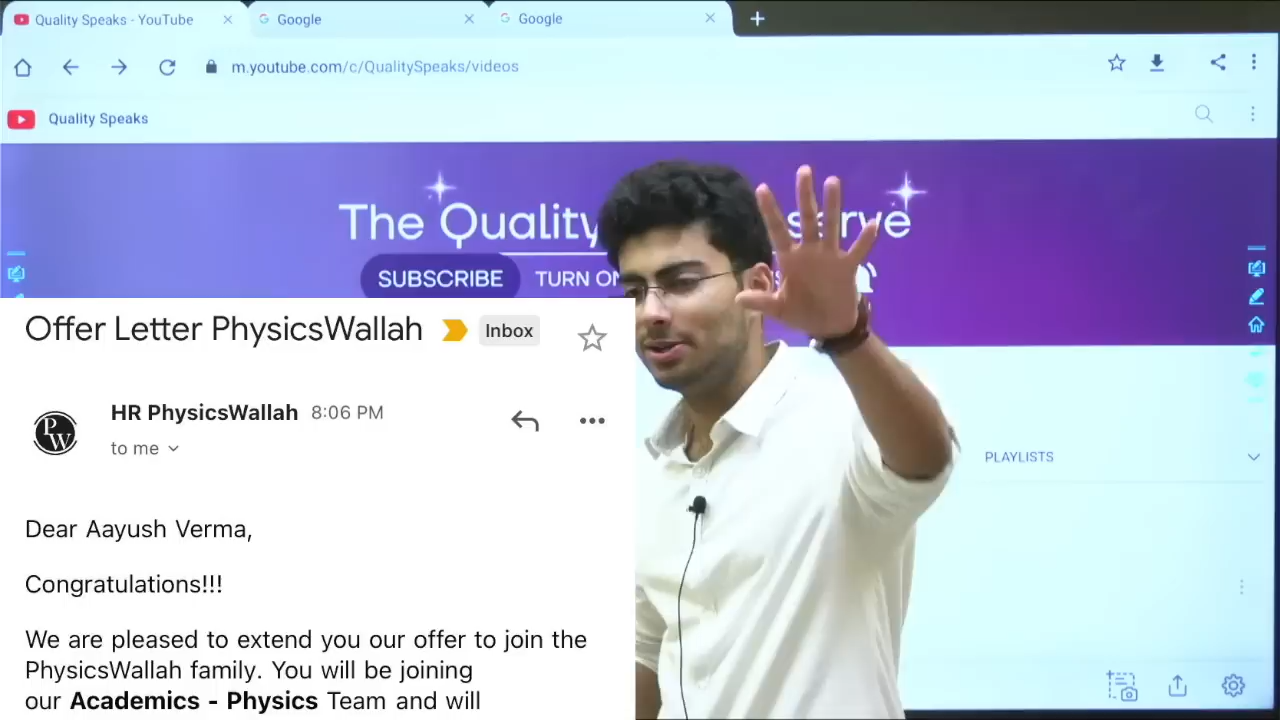 Quality Speaks - YouTube
Google
Google
m.youtube.com/c/QualitySpeaks/videos
Quality Speaks
The Quality
serve
SUBSCRIBE TURN ON
Offer Letter PhysicsWallah Inbox
PW
HR PhysicsWallah 8:06 PM
to me
PLAYLISTS
Dear Aayush Verma,
Congratulations!!!
We are pleased to extend you our offer to join the
PhysicsWallah family. You will be joining
our Academics - Physics Team and will